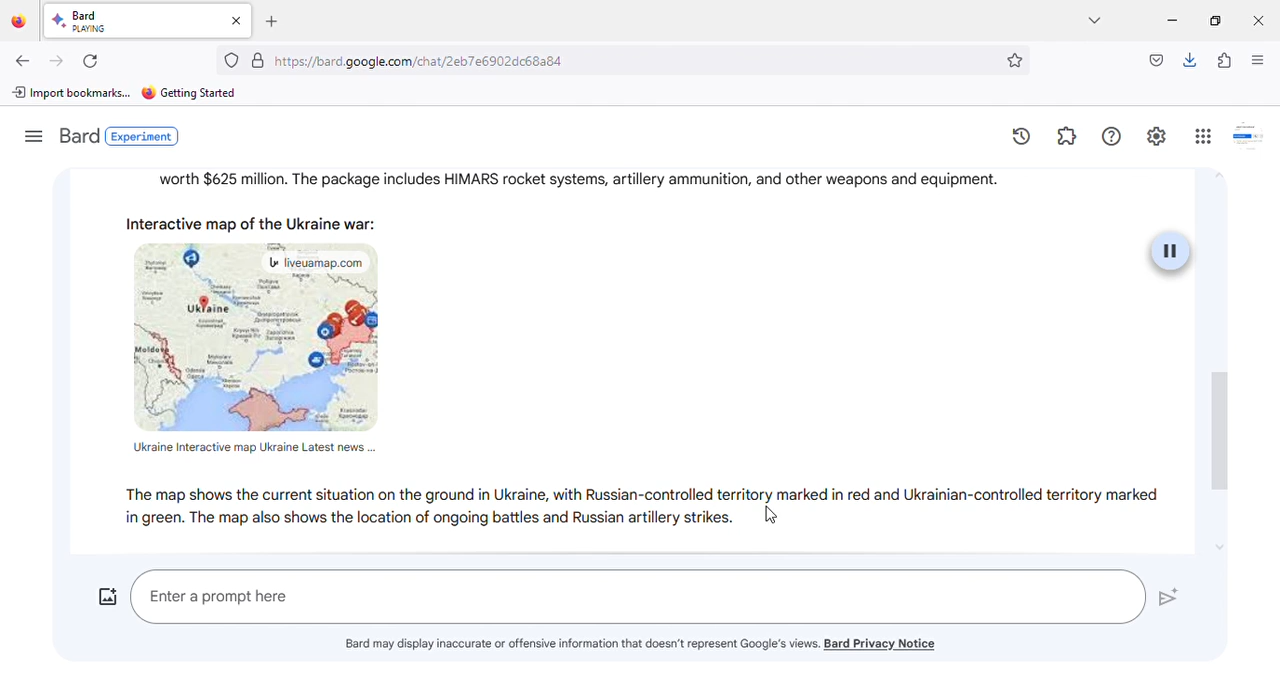 Bard
PLAYING
https://bard.google.com/chat/2eb7e6902dc68a84
Import bookmarks...
Getting Started
Bard Experiment
worth $625 million. The package includes HIMARS rocket systems, artillery ammunition, and other weapons and equipment.
Interactive map of the Ukraine war:
liveuamap.com
Ukraine
Moldova
Ukraine Interactive map Ukraine Latest news ...
The map shows the current situation on the ground in Ukraine, with Russian-controlled territory marked in red and Ukrainian-controlled territory marked
in green. The map also shows the location of ongoing battles and Russian artillery strikes.
Enter a prompt here
Bard may display inaccurate or offensive information that doesn't represent Google's views. Bard Privacy Notice